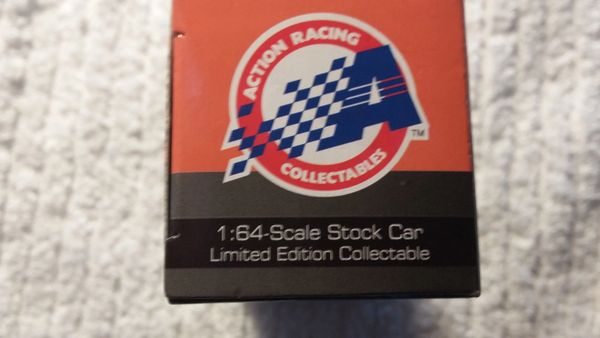 ACTION RACING
A
TM
COLLECTABLES
1:64-Scale Stock Car
Limited Edition Collectable